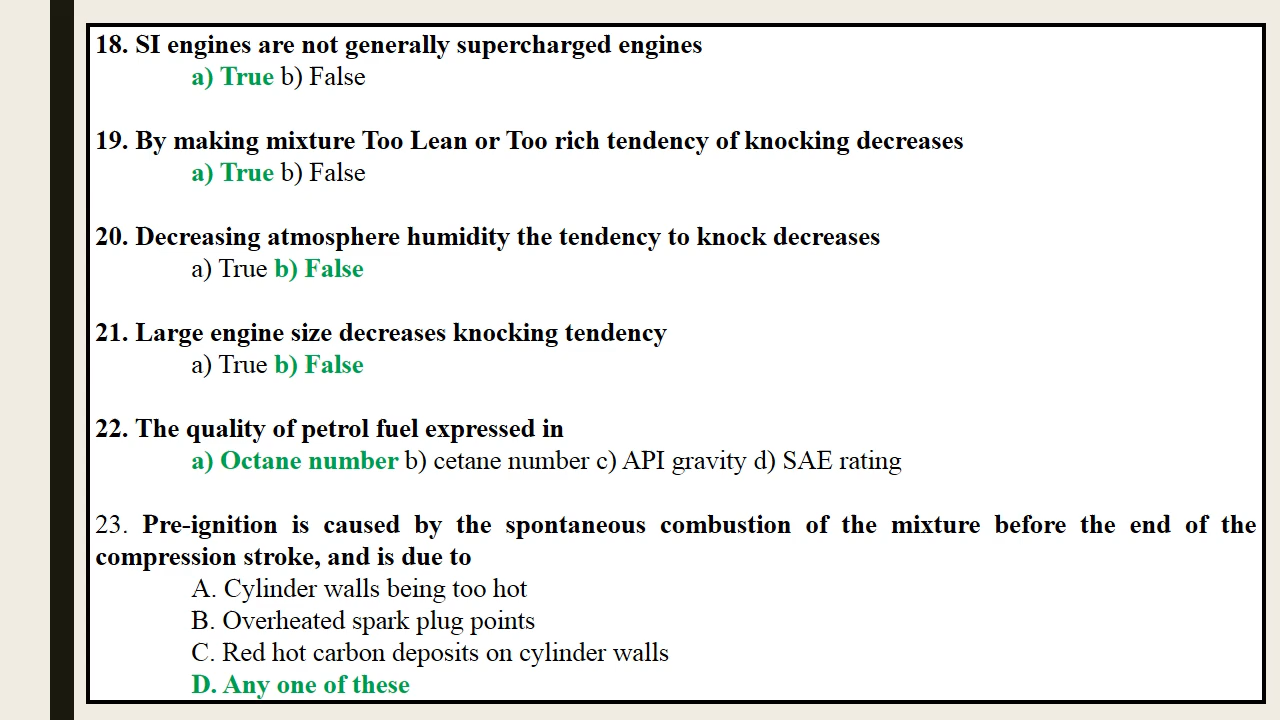 18. SI engines are not generally supercharged engines
a) True b) False
19. By making mixture Too Lean or Too rich tendency of knocking decreases
a) True b) False
20. Decreasing atmosphere humidity the tendency to knock decreases
a) True b) False
21. Large engine size decreases knocking tendency
a) True b) False
22. The quality of petrol fuel expressed in
a) Octane number b) cetane number c) API gravity d) SAE rating
23. Pre-ignition is caused by the spontaneous combustion of the mixture before the end of the
compression stroke, and is due to
A. Cylinder walls being too hot
B. Overheated spark plug points
C. Red hot carbon deposits on cylinder walls
D. Any one of these